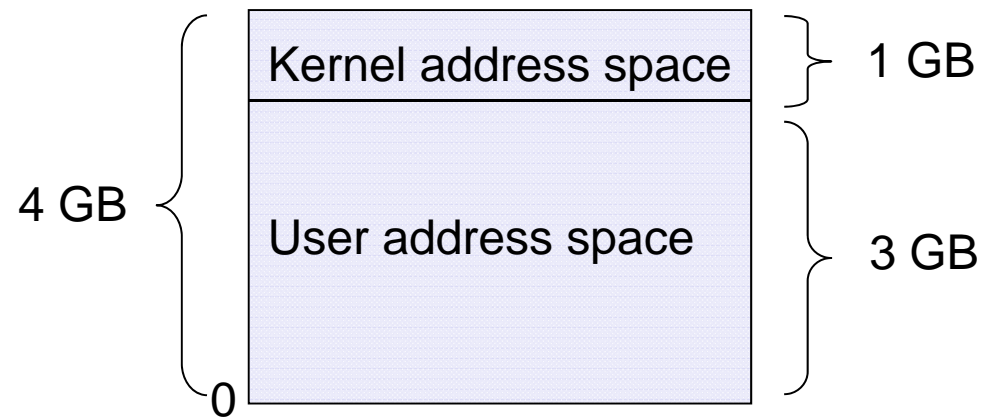 Kernel address space
1 GB
4 GB
User address space
3 GB
0